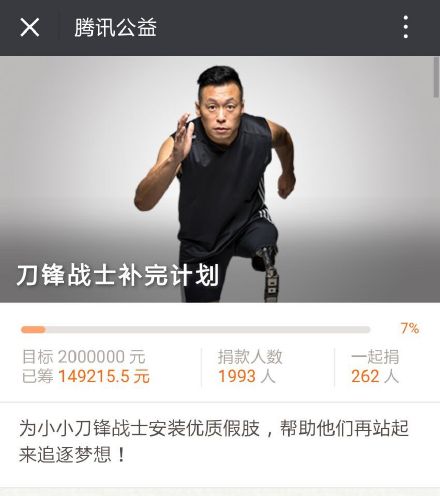 腾讯公益
刀锋战士补完计划
7%
目标 2000000 元
已筹 149215.5 元
捐款人数
1993 人
一起捐
262 人
为小小刀锋战士安装优质假肢，帮助他们再站起
来追逐梦想！